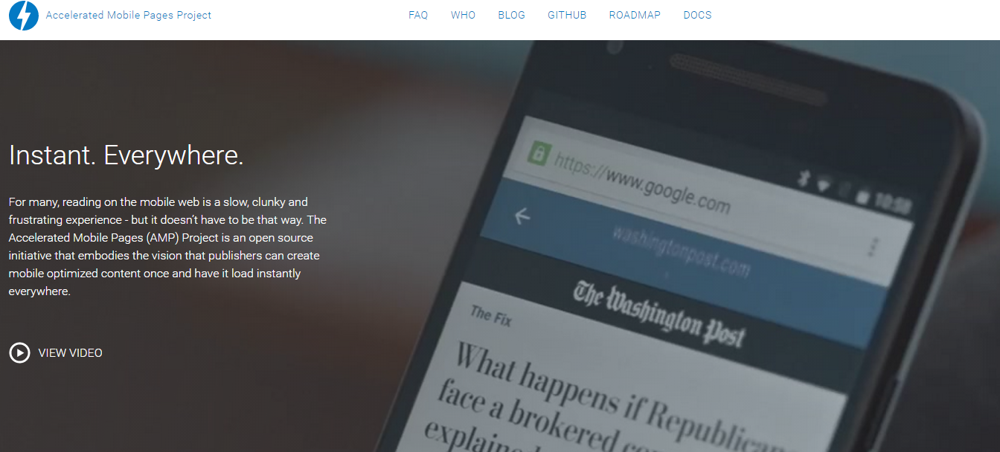 Accelerated Mobile Pages Project
FAQ WHO BLOG GITHUB ROADMAP DOCS
Instant. Everywhere.
For many, reading on the mobile web is a slow, clunky and
frustrating experience - but it doesn't have to be that way. The
Accelerated Mobile Pages (AMP) Project is an open source
initiative that embodies the vision that publishers can create
mobile optimized content once and have it load instantly
everywhere.
VIEW VIDEO
10:58
https://www.google.com
washingtonpost.com
The Washington Post
The Fix
What happens if Republicans
face a brokered
explained